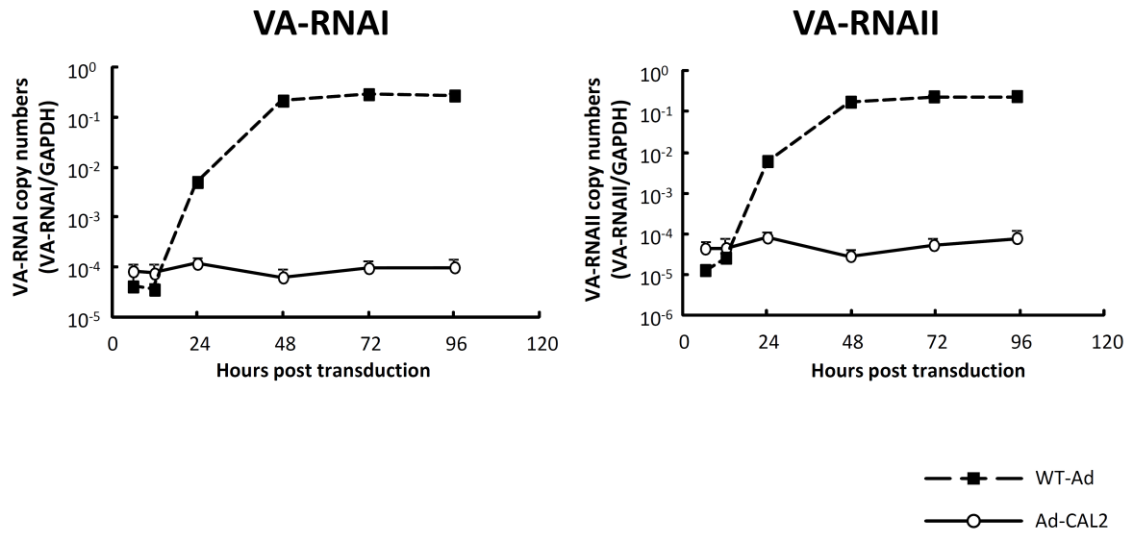 VA-RNAI
VA-RNAI copy numbers
(VA-RNAI/GAPDH)
10⁰
10⁻¹
10⁻²
10⁻³
10⁻⁴
10⁻⁵
0 24 48 72 96 120
Hours post transduction
VA-RNAII
VA-RNAII copy numbers
(VA-RNAII/GAPDH)
10⁰
10⁻¹
10⁻²
10⁻³
10⁻⁴
10⁻⁵
10⁻⁶
0 24 48 72 96 120
Hours post transduction
WT-Ad
Ad-CAL2